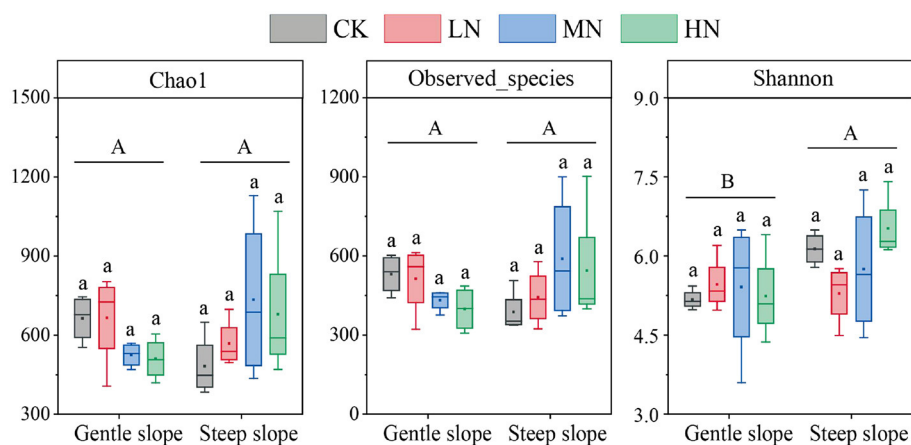 CK LN MN HN
Chao1 Observed_species Shannon
1500
1200
900
600
300
A A
a a a a a a a a
Gentle slope Steep slope
1200
900
600
300
0
A A
a a a a a a a a
Gentle slope Steep slope
9.0
7.5
6.0
4.5
3.0
B A
a a a a a a a a
Gentle slope Steep slope